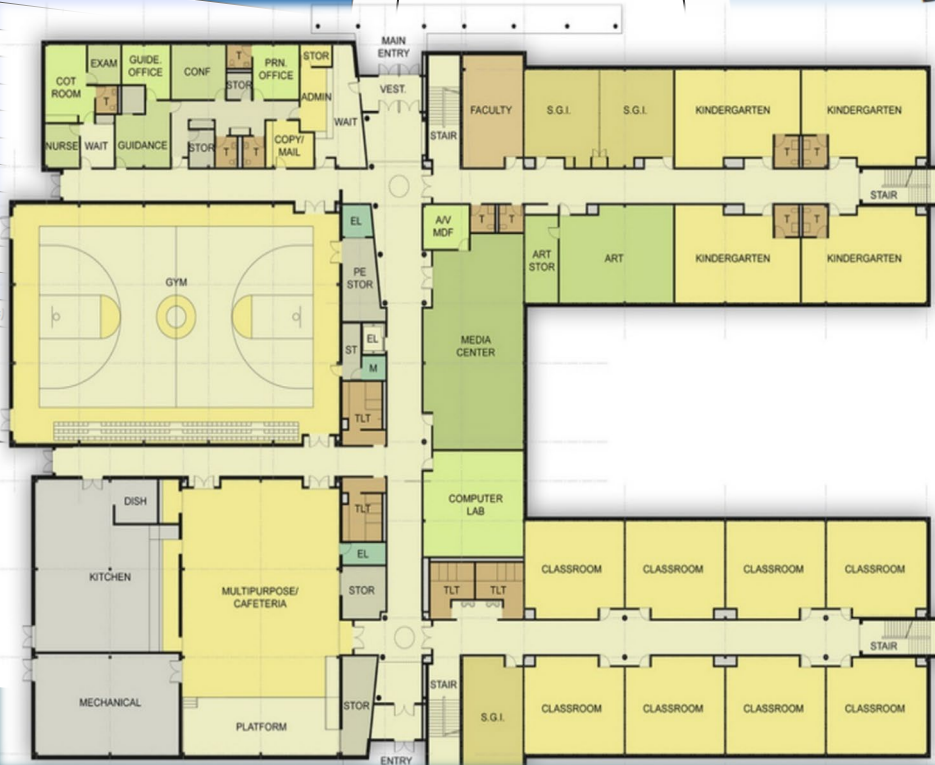 MAIN
ENTRY
VEST.
COT
ROOM
EXAM
GUIDE.
OFFICE
CONF
T
STOR
PRN.
OFFICE
STOR
ADMIN
WAIT
T
NURSE
WAIT
GUIDANCE
STOR
T
T
COPY/
MAIL
STAIR
FACULTY
S.G.I.
S.G.I.
KINDERGARTEN
KINDERGARTEN
T
T
STAIR
EL
A/V
MDF
T
T
ART
STOR
ART
KINDERGARTEN
T
T
KINDERGARTEN
GYM
PE
STOR
ST
EL
M
TLT
MEDIA
CENTER
COMPUTER
LAB
DISH
KITCHEN
TLT
EL
STOR
MULTIPURPOSE/
CAFETERIA
TLT
TLT
CLASSROOM
CLASSROOM
CLASSROOM
CLASSROOM
STAIR
MECHANICAL
PLATFORM
STOR
ENTRY
STAIR
S.G.I.
CLASSROOM
CLASSROOM
CLASSROOM
CLASSROOM